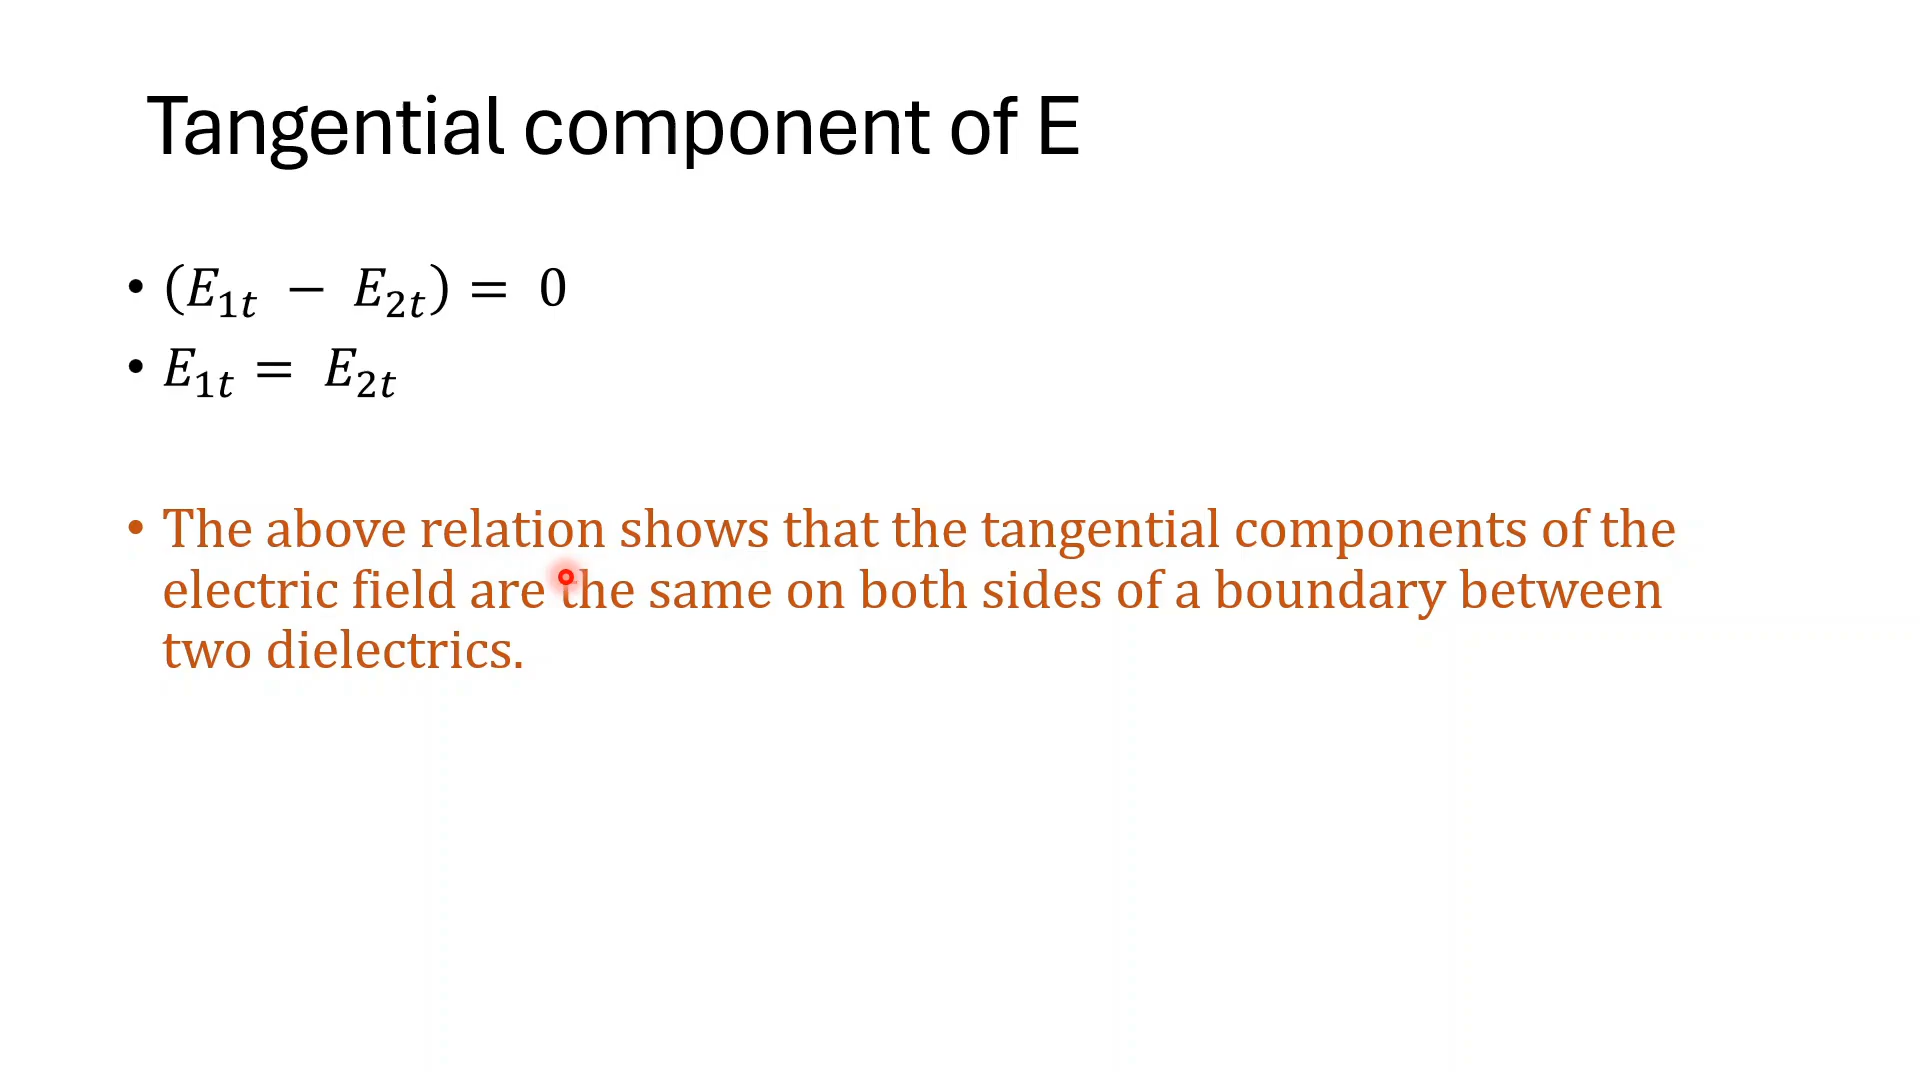 Tangential component of E
• (E₁ₜ − E₂ₜ) = 0
• E₁ₜ = E₂ₜ
• The above relation shows that the tangential components of the
electric field are the same on both sides of a boundary between
two dielectrics.